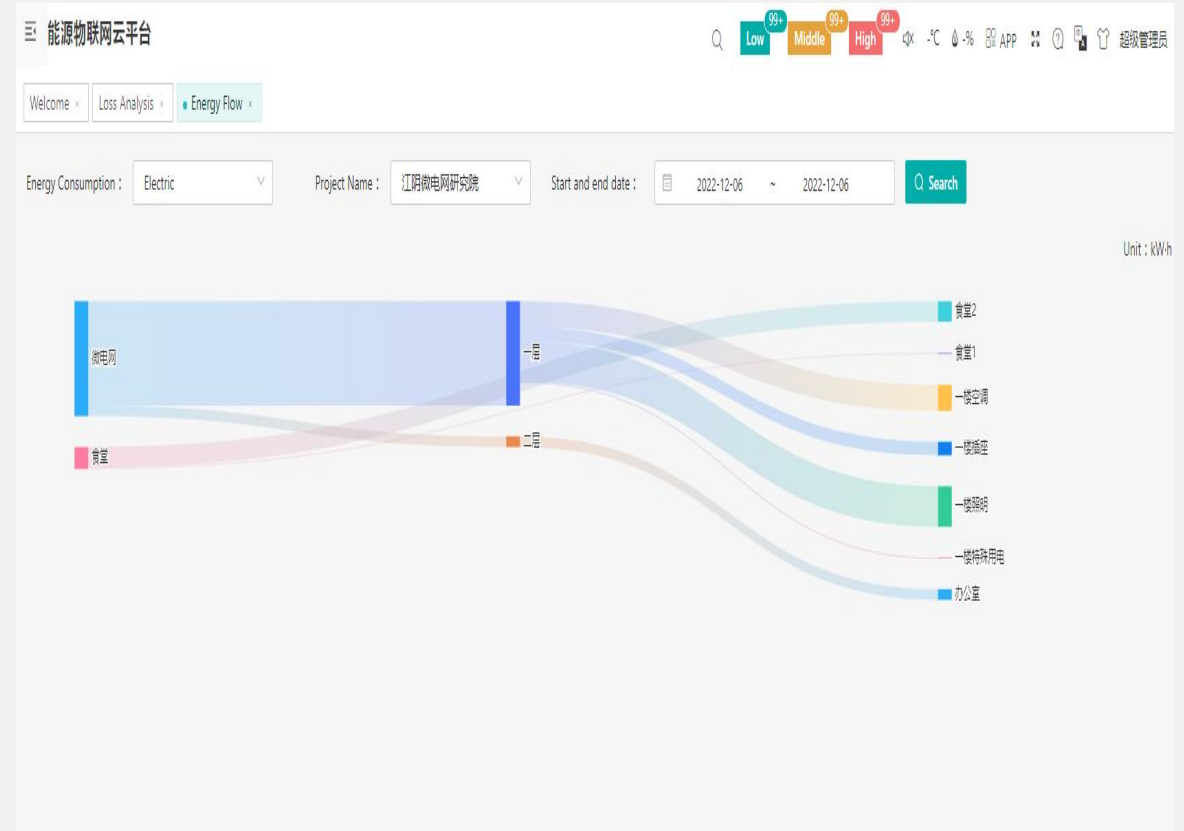 能源物联网云平台
Low 99+ Middle 99+ High 99+ -℃ -% APP 超级管理员
Welcome × Loss Analysis × Energy Flow ×
Energy Consumption : Electric Project Name : 江阴微电网研究院 Start and end date : 2022-12-06 ~ 2022-12-06 Search
Unit : kW·h
微电网
食堂
一层
二层
食堂2
食堂1
一楼空调
一楼插座
一楼照明
一楼特殊用电
办公室